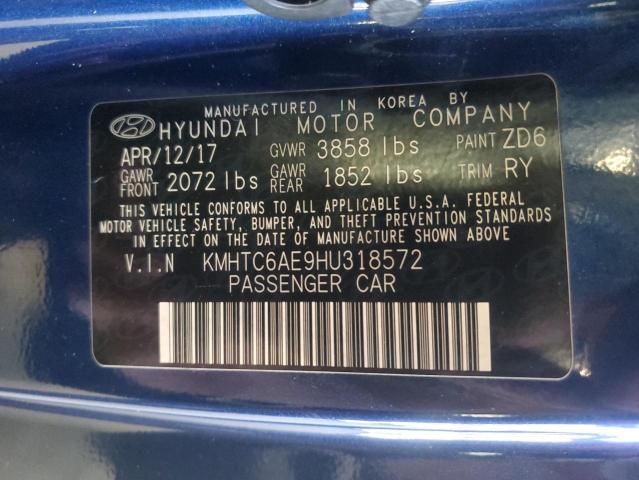 MANUFACTURED IN KOREA BY
HYUNDAI MOTOR COMPANY
APR/12/17 GVWR 3858 lbs PAINT ZD6
GAWR FRONT 2072 lbs GAWR REAR 1852 lbs TRIM RY
THIS VEHICLE CONFORMS TO ALL APPLICABLE U.S.A. FEDERAL
MOTOR VEHICLE SAFETY, BUMPER, AND THEFT PREVENTION STANDARDS
IN EFFECT ON THE DATE OF MANUFACTURE SHOWN ABOVE
V.I.N KMHTC6AE9HU318572
PASSENGER CAR